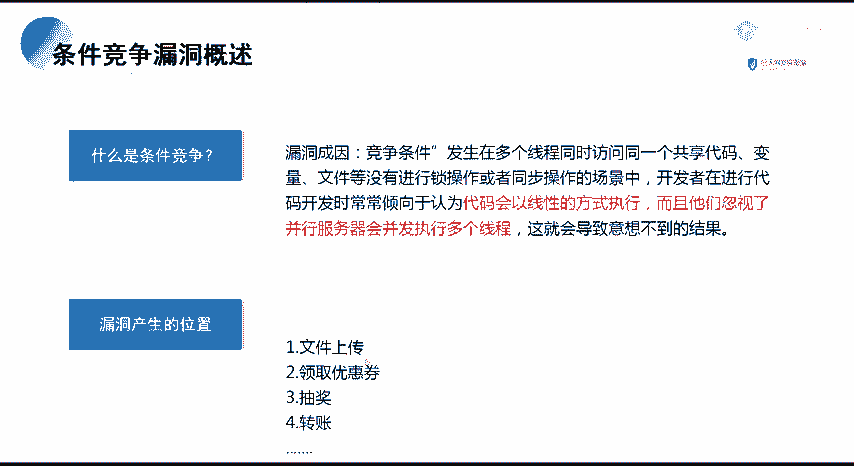 条件竞争漏洞概述
什么是条件竞争？
漏洞成因：竞争条件”发生在多个线程同时访问同一个共享代码、变
量、文件等没有进行锁操作或者同步操作的场景中，开发者在进行代
码开发时常常倾向于认为代码会以线性的方式执行，而且他们忽视了
并行服务器会并发执行多个线程，这就会导致意想不到的结果。
漏洞产生的位置
1.文件上传
2.领取优惠券
3.抽奖
4.转账
.......